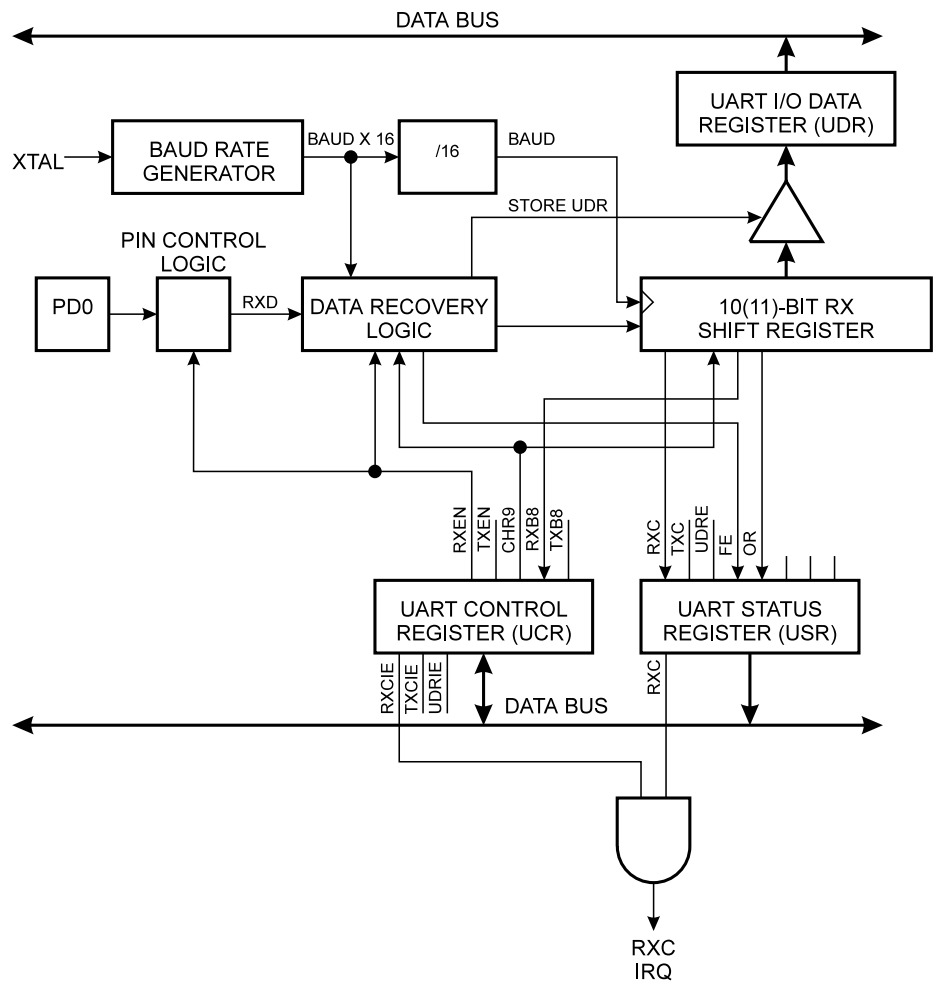 DATA BUS
UART I/O DATA
REGISTER (UDR)
XTAL
BAUD RATE
GENERATOR
BAUD X 16
/16
BAUD
STORE UDR
PIN CONTROL
LOGIC
PD0
RXD
DATA RECOVERY
LOGIC
10(11)-BIT RX
SHIFT REGISTER
RXEN
TXEN
CHR9
RXB8
TXB8
RXC
TXC
UDRE
FE
OR
UART CONTROL
REGISTER (UCR)
UART STATUS
REGISTER (USR)
RXCIE
TXCIE
UDRIE
RXC
DATA BUS
RXC
IRQ